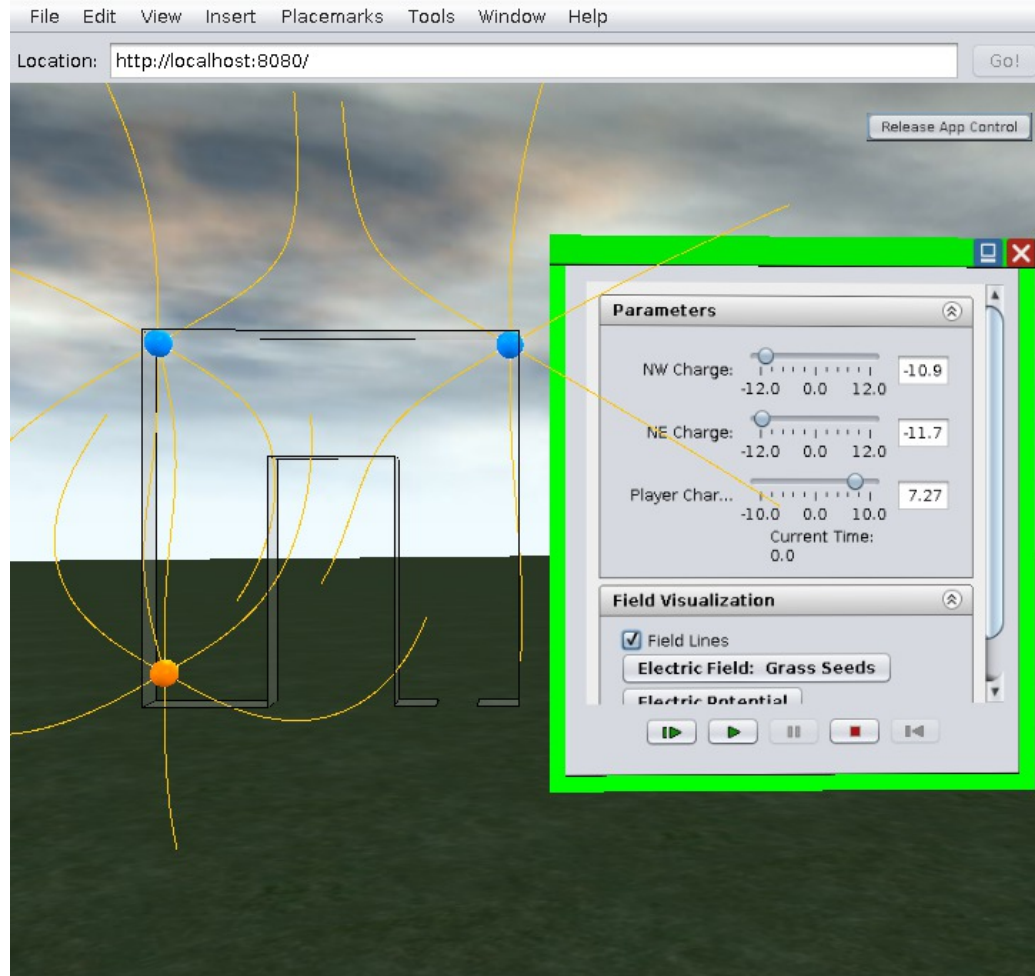 File Edit View Insert Placemarks Tools Window Help
Location: http://localhost:8080/ Go!
Release App Control
Parameters
NW Charge: -10.9
-12.0 0.0 12.0
NE Charge: -11.7
-12.0 0.0 12.0
Player Char... 7.27
-10.0 0.0 10.0
Current Time:
0.0
Field Visualization
Field Lines
Electric Field: Grass Seeds
Electric Potential